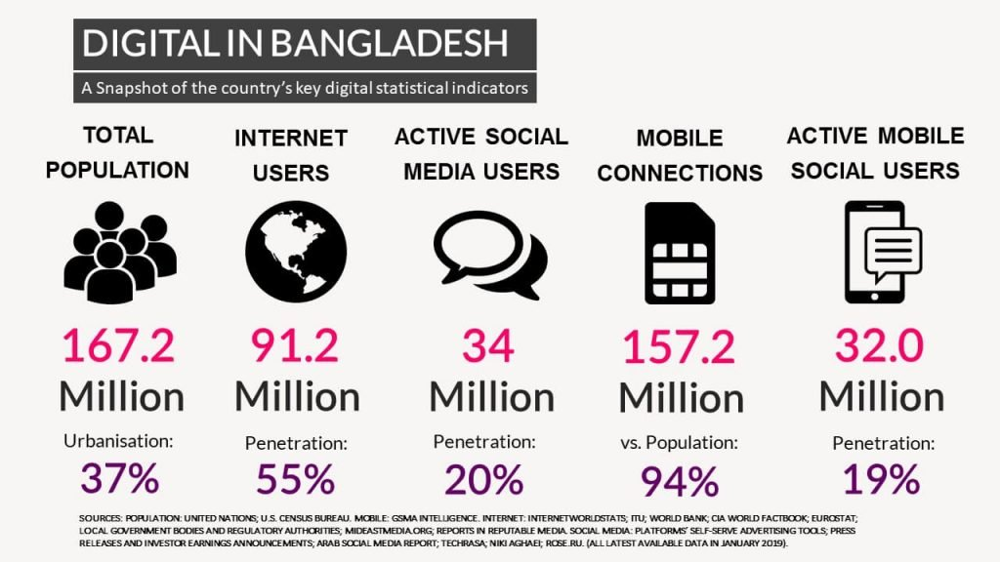 DIGITAL IN BANGLADESH
A Snapshot of the country's key digital statistical indicators
TOTAL
POPULATION
167.2
Million
Urbanisation:
37%
INTERNET
USERS
91.2
Million
Penetration:
55%
ACTIVE SOCIAL
MEDIA USERS
34
Million
Penetration:
20%
MOBILE
CONNECTIONS
157.2
Million
vs. Population:
94%
ACTIVE MOBILE
SOCIAL USERS
32.0
Million
Penetration:
19%
SOURCES: POPULATION: UNITED NATIONS; U.S. CENSUS BUREAU. MOBILE: GSMA INTELLIGENCE. INTERNET: INTERNETWORLDSTATS; ITU; WORLD BANK; CIA WORLD FACTBOOK; EUROSTAT;
LOCAL GOVERNMENT BODIES AND REGULATORY AUTHORITIES; MIDEASTMEDIA.ORG; REPORTS IN REPUTABLE MEDIA. SOCIAL MEDIA: PLATFORMS' SELF-SERVE ADVERTISING TOOLS; PRESS
RELEASES AND INVESTOR EARNINGS ANNOUNCEMENTS; ARAB SOCIAL MEDIA REPORT; TECHRASA; NIKI AGHAEI; ROSE.RU. (ALL LATEST AVAILABLE DATA IN JANUARY 2019).